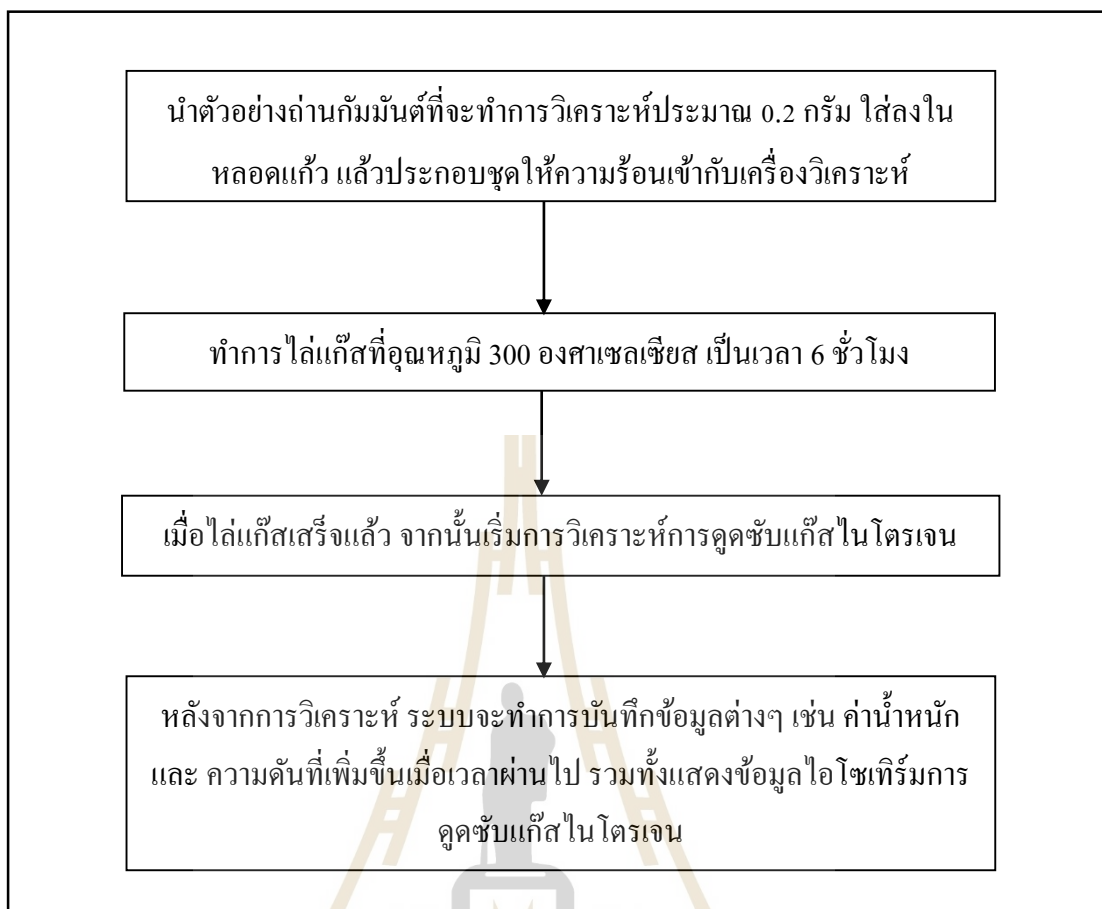 นำตัวอย่างถ่านกัมมันต์ที่จะทำการวิเคราะห์ประมาณ 0.2 กรัม ใส่ลงใน
หลอดแก้ว แล้วประกอบชุดให้ความร้อนเข้ากับเครื่องวิเคราะห์
ทำการไล่แก๊สที่อุณหภูมิ 300 องศาเซลเซียส เป็นเวลา 6 ชั่วโมง
เมื่อไล่แก๊สเสร็จแล้ว จากนั้นเริ่มการวิเคราะห์การดูดซับแก๊สไนโตรเจน
หลังจากการวิเคราะห์ ระบบจะทำการบันทึกข้อมูลต่างๆ เช่น ค่าน้ำหนัก
และ ความดันที่เพิ่มขึ้นเมื่อเวลาผ่านไป รวมทั้งแสดงข้อมูลไอโซเทิร์มการ
ดูดซับแก๊สไนโตรเจน